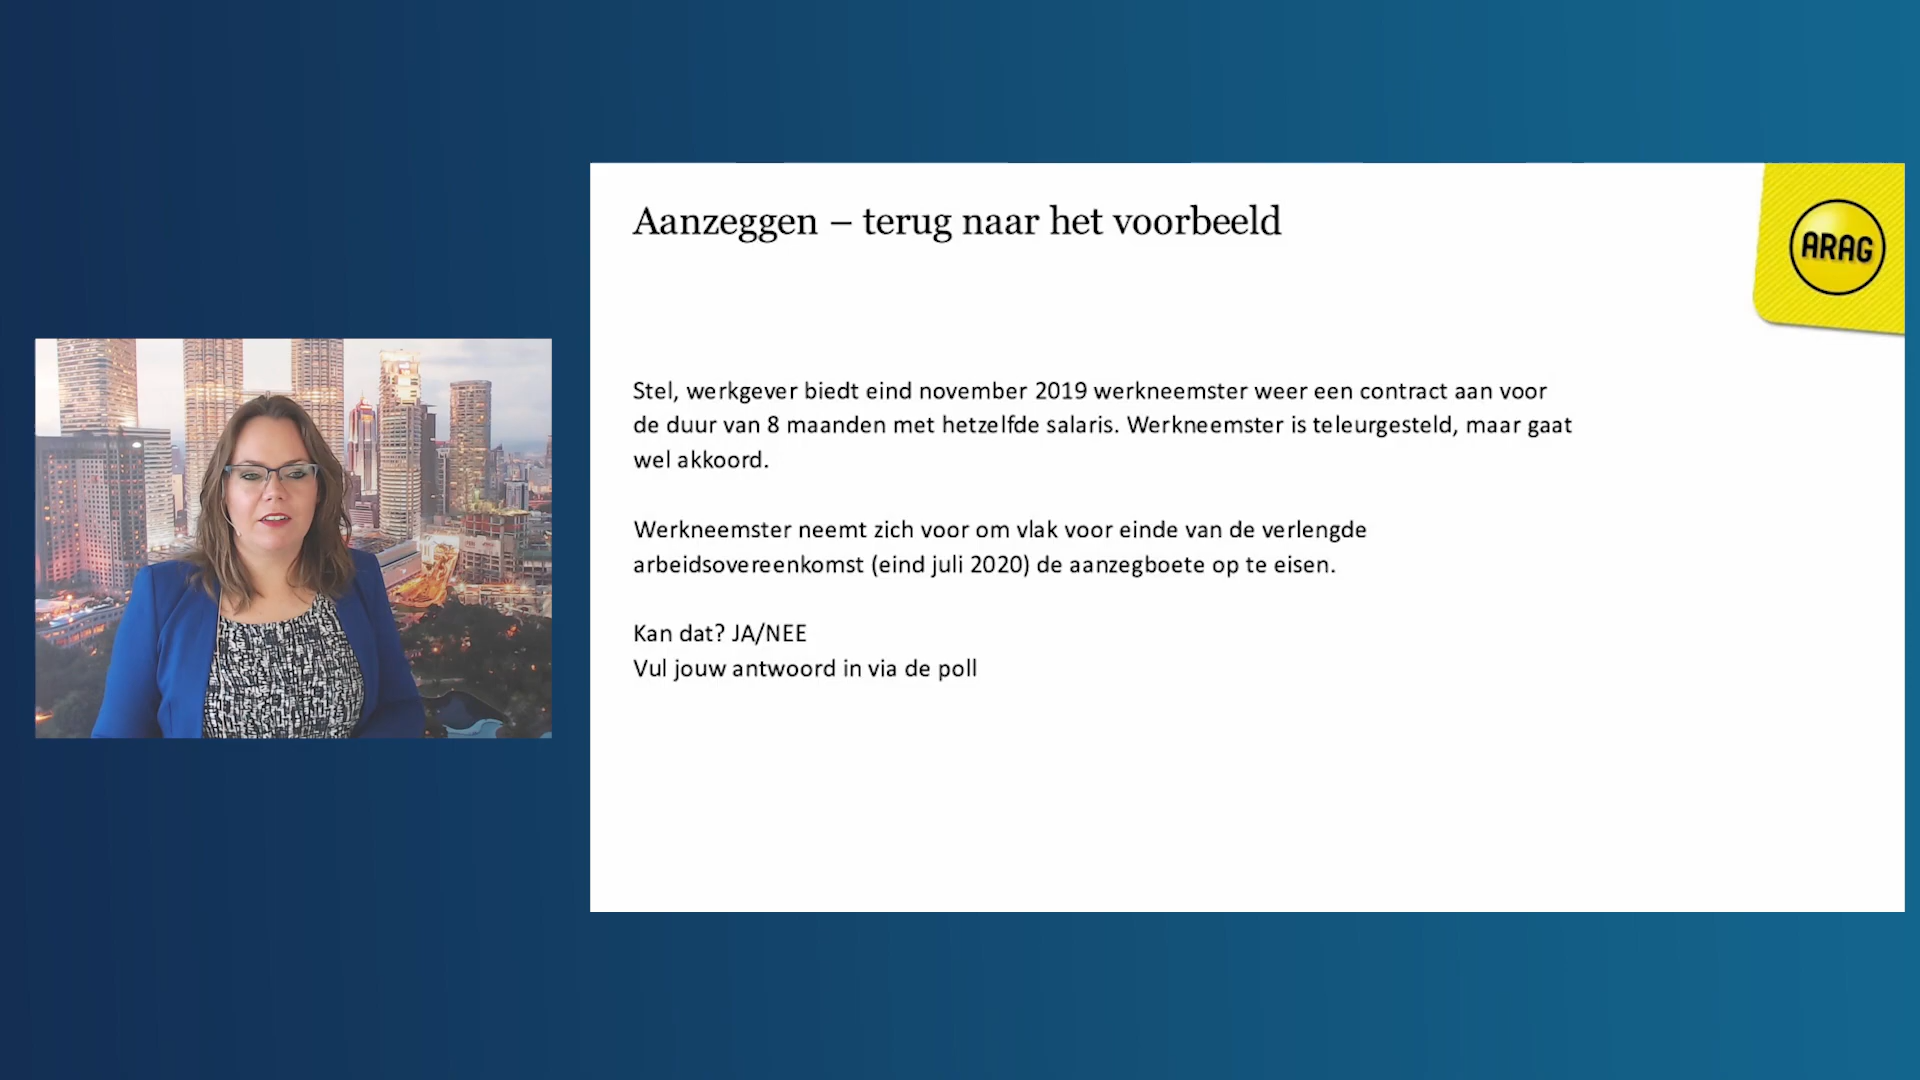 Aanzeggen – terug naar het voorbeeld
ARAG
Stel, werkgever biedt eind november 2019 werkneemster weer een contract aan voor
de duur van 8 maanden met hetzelfde salaris. Werkneemster is teleurgesteld, maar gaat
wel akkoord.
Werkneemster neemt zich voor om vlak voor einde van de verlengde
arbeidsovereenkomst (eind juli 2020) de aanzegboete op te eisen.
Kan dat? JA/NEE
Vul jouw antwoord in via de poll